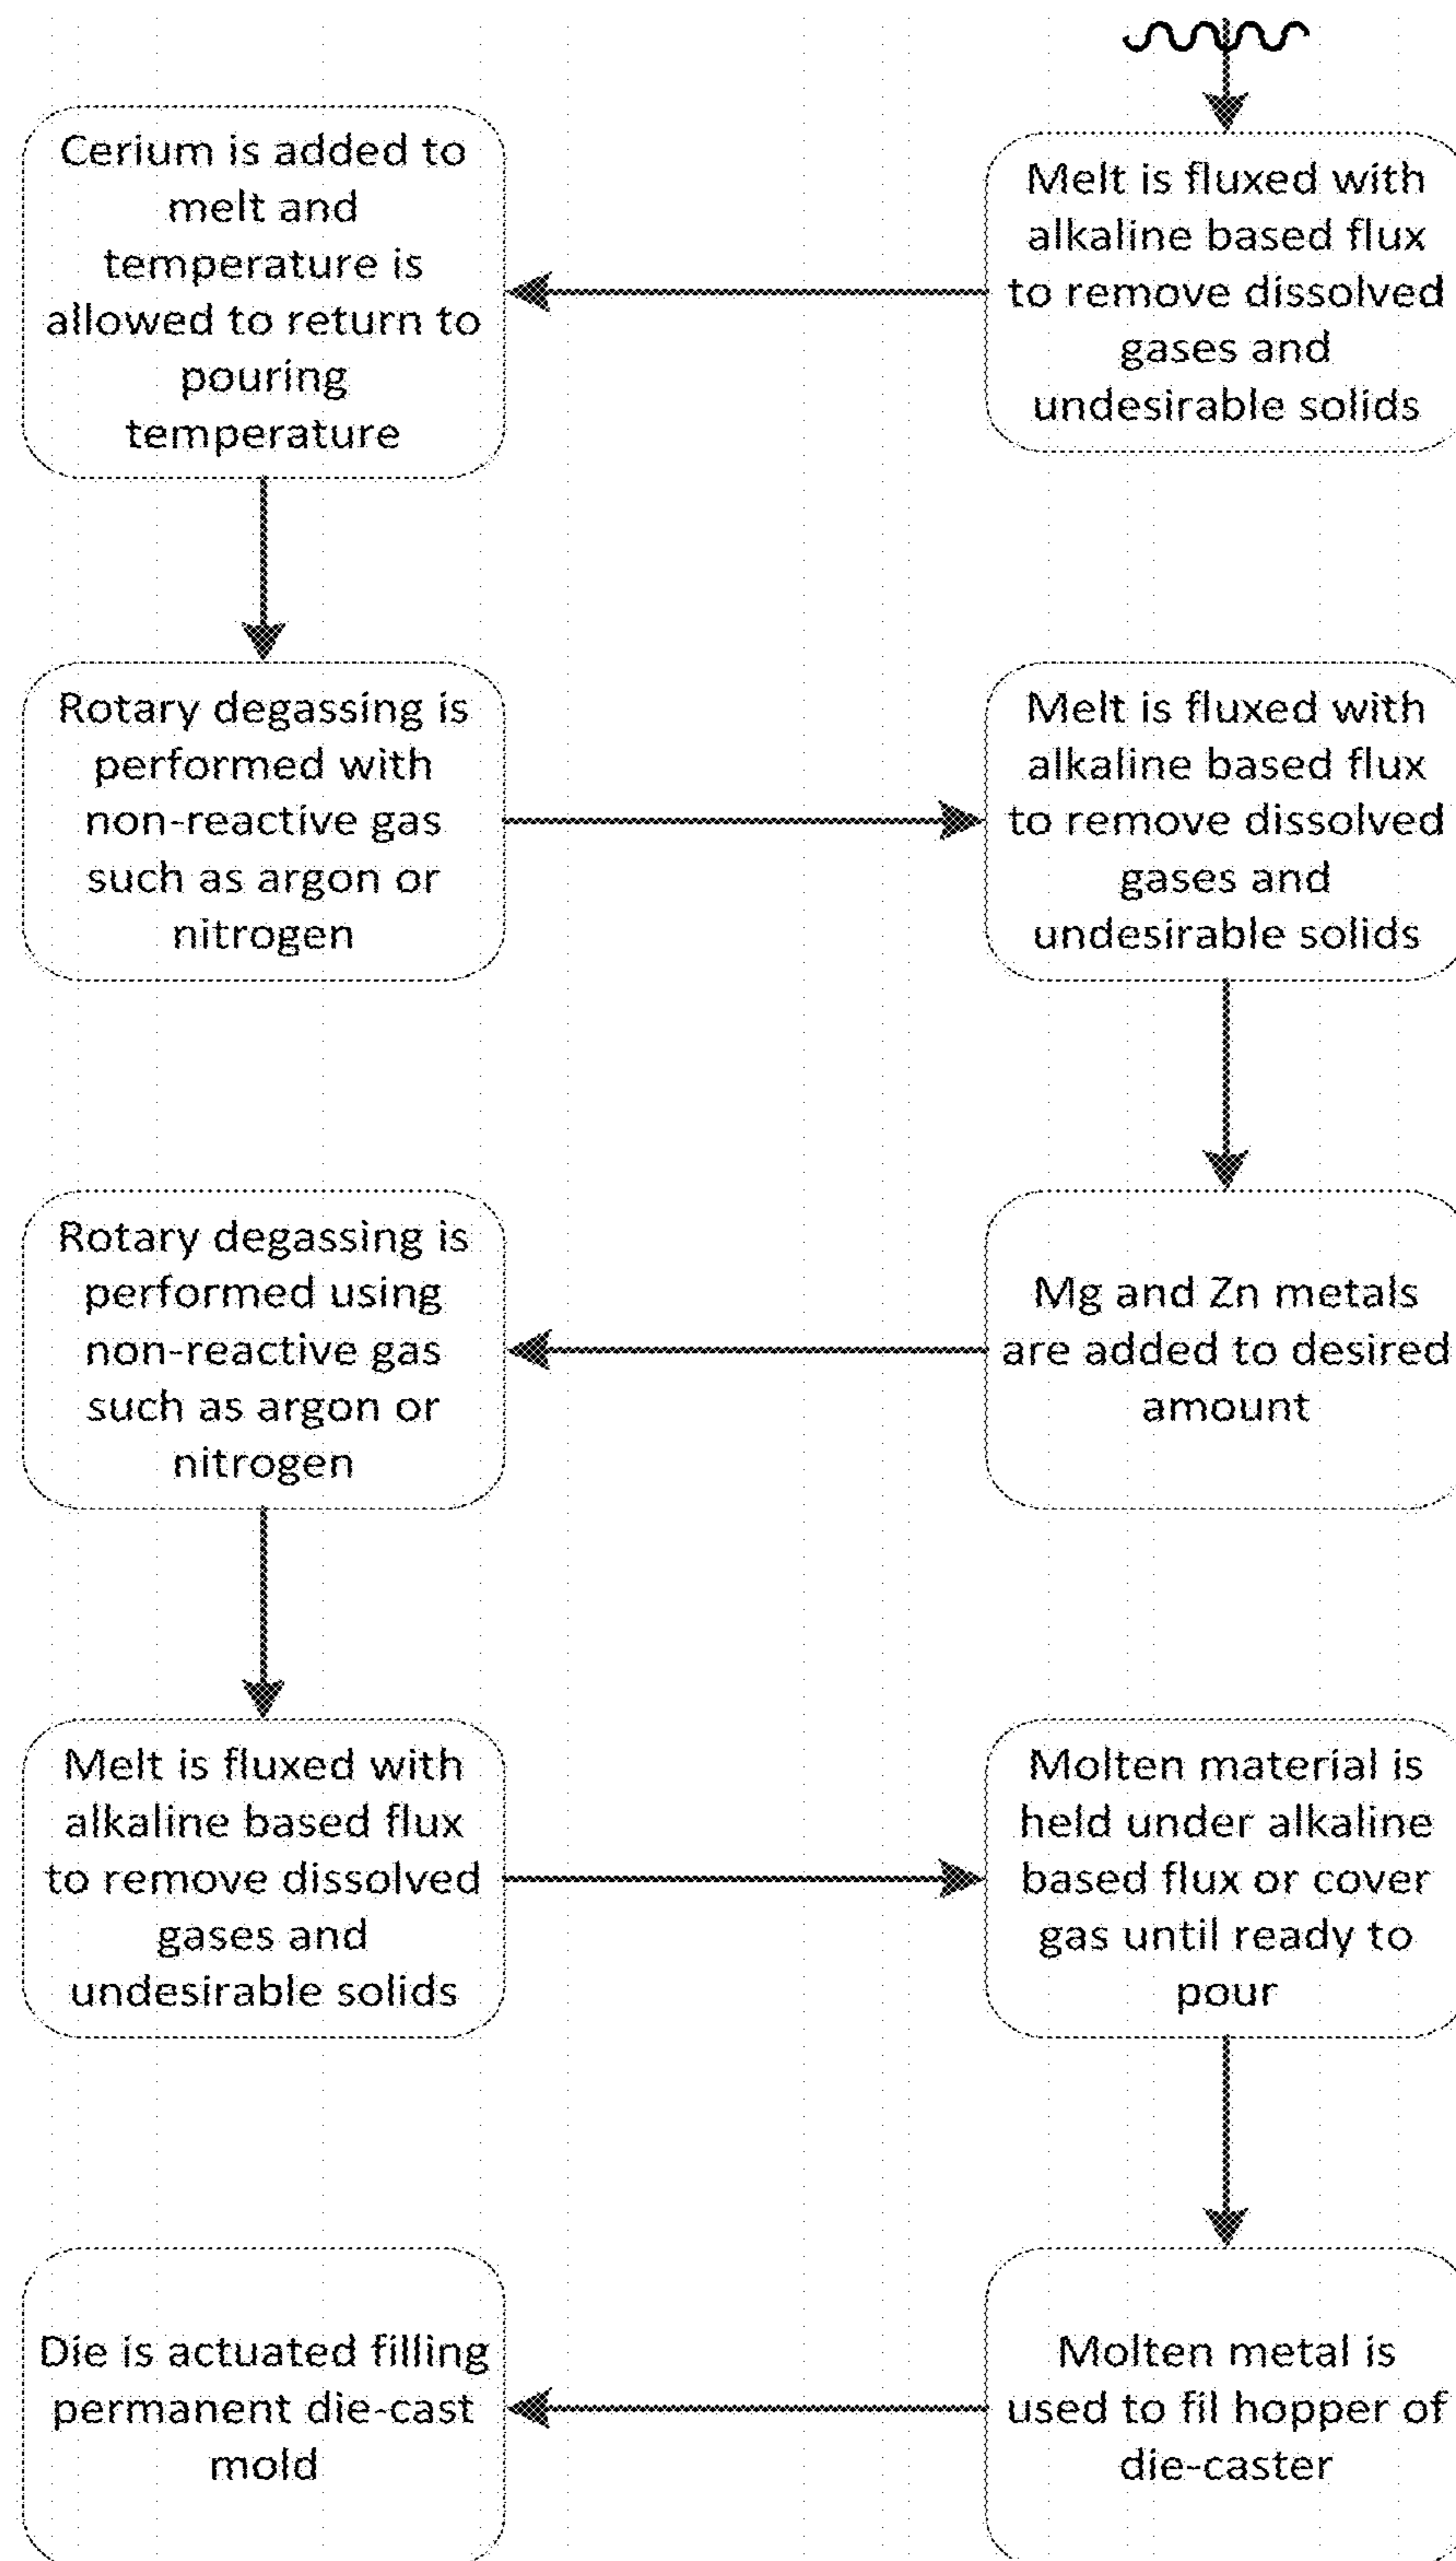 Cerium is added to
melt and
temperature is
allowed to return to
pouring
temperature
Melt is fluxed with
alkaline based flux
to remove dissolved
gases and
undesirable solids
Rotary degassing is
performed with
non-reactive gas
such as argon or
nitrogen
Melt is fluxed with
alkaline based flux
to remove dissolved
gases and
undesirable solids
Rotary degassing is
performed using
non-reactive gas
such as argon or
nitrogen
Mg and Zn metals
are added to desired
amount
Melt is fluxed with
alkaline based flux
to remove dissolved
gases and
undesirable solids
Molten material is
held under alkaline
based flux or cover
gas until ready to
pour
Die is actuated filling
permanent die-cast
mold
Molten metal is
used to fil hopper of
die-caster